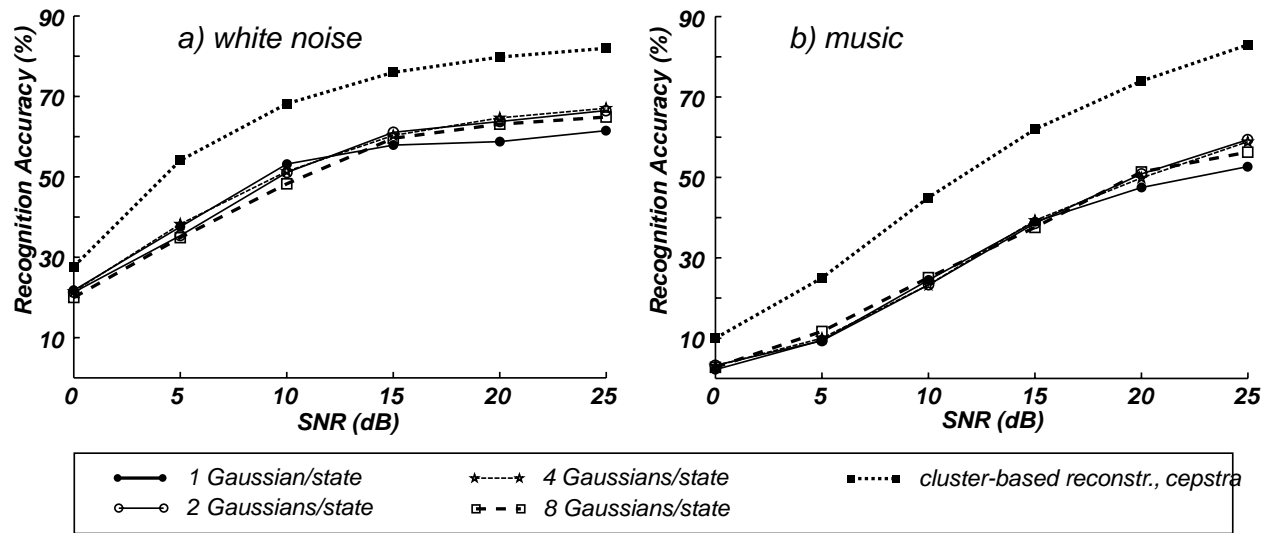 a) white noise
Recognition Accuracy (%)
90
70
50
30
10
0 5 10 15 20 25
SNR (dB)
b) music
Recognition Accuracy (%)
90
70
50
30
10
0 5 10 15 20 25
SNR (dB)
1 Gaussian/state
2 Gaussians/state
4 Gaussians/state
8 Gaussians/state
cluster-based reconstr., cepstra